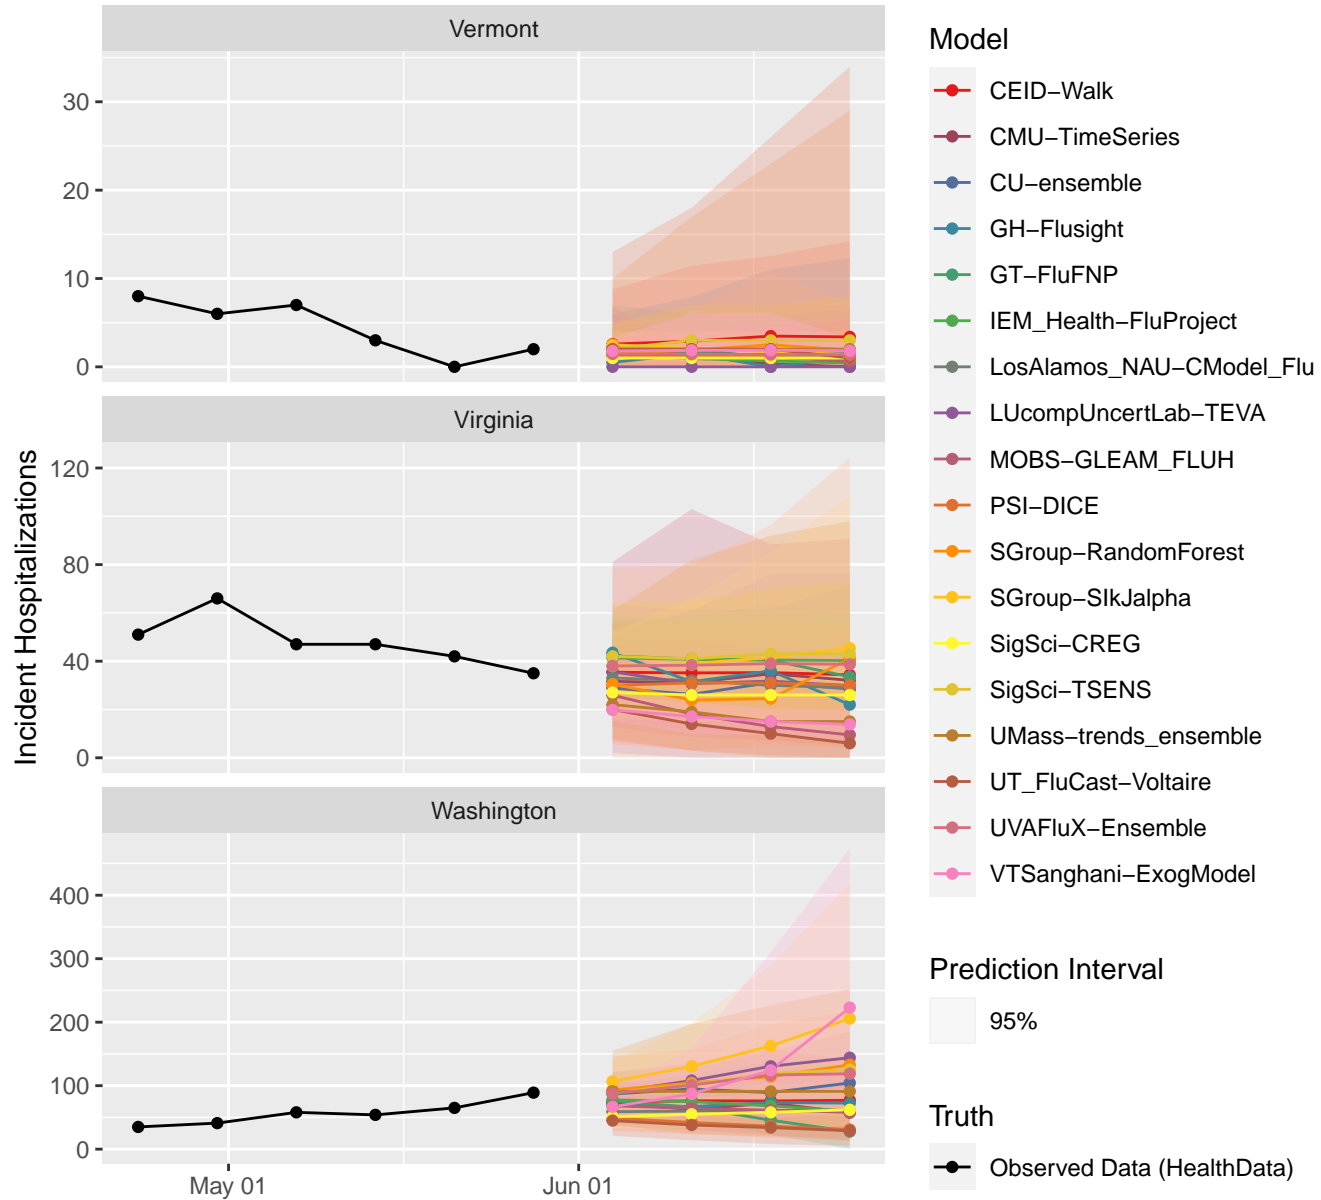 Vermont
30
20
10
0
Virginia
120
80
40
0
Washington
400
300
200
100
0
May 01
Jun 01
Incident Hospitalizations
Model
CEID−Walk
CMU−TimeSeries
CU−ensemble
GH−Flusight
GT−FluFNP
IEM_Health−FluProject
LosAlamos_NAU−CModel_Flu
LUcompUncertLab−TEVA
MOBS−GLEAM_FLUH
PSI−DICE
SGroup−RandomForest
SGroup−SIkJalpha
SigSci−CREG
SigSci−TSENS
UMass−trends_ensemble
UT_FluCast−Voltaire
UVAFluX−Ensemble
VTSanghani−ExogModel
Prediction Interval
95%
Truth
Observed Data (HealthData)